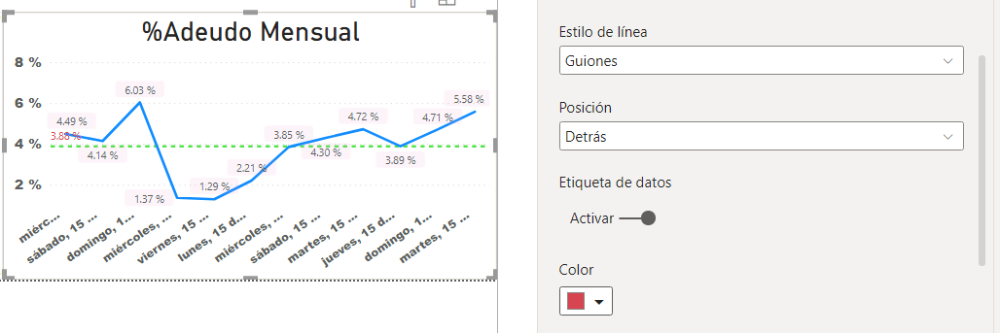 %Adeudo Mensual
8 %
6 %
4 %
2 %
4.49 %
3.88 %
4.14 %
6.03 %
1.37 %
1.29 %
2.21 %
3.85 %
4.30 %
4.72 %
3.89 %
4.71 %
5.58 %
miérc...
sábado, 15 ...
domingo, 1...
miércoles, ...
viernes, 15 ...
lunes, 15 d...
miércoles, ...
sábado, 15 ...
martes, 15 ...
jueves, 15 d...
domingo, 1...
martes, 15 ...
Estilo de línea
Guiones
Posición
Detrás
Etiqueta de datos
Activar
Color